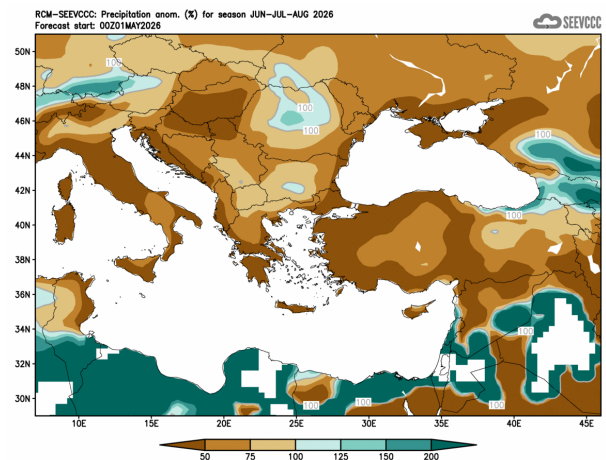 RCM-SEEVCCC: Precipitation anom. (%) for season JUN-JUL-AUG 2026
Forecast start: 00Z01MAY2026
SEEVCCC
50N
48N
46N
44N
42N
40N
38N
36N
34N
32N
30N
100
100
100
100
100
100
100
100
100
100
10E
15E
20E
25E
30E
35E
40E
45E
50
75
100
125
150
200